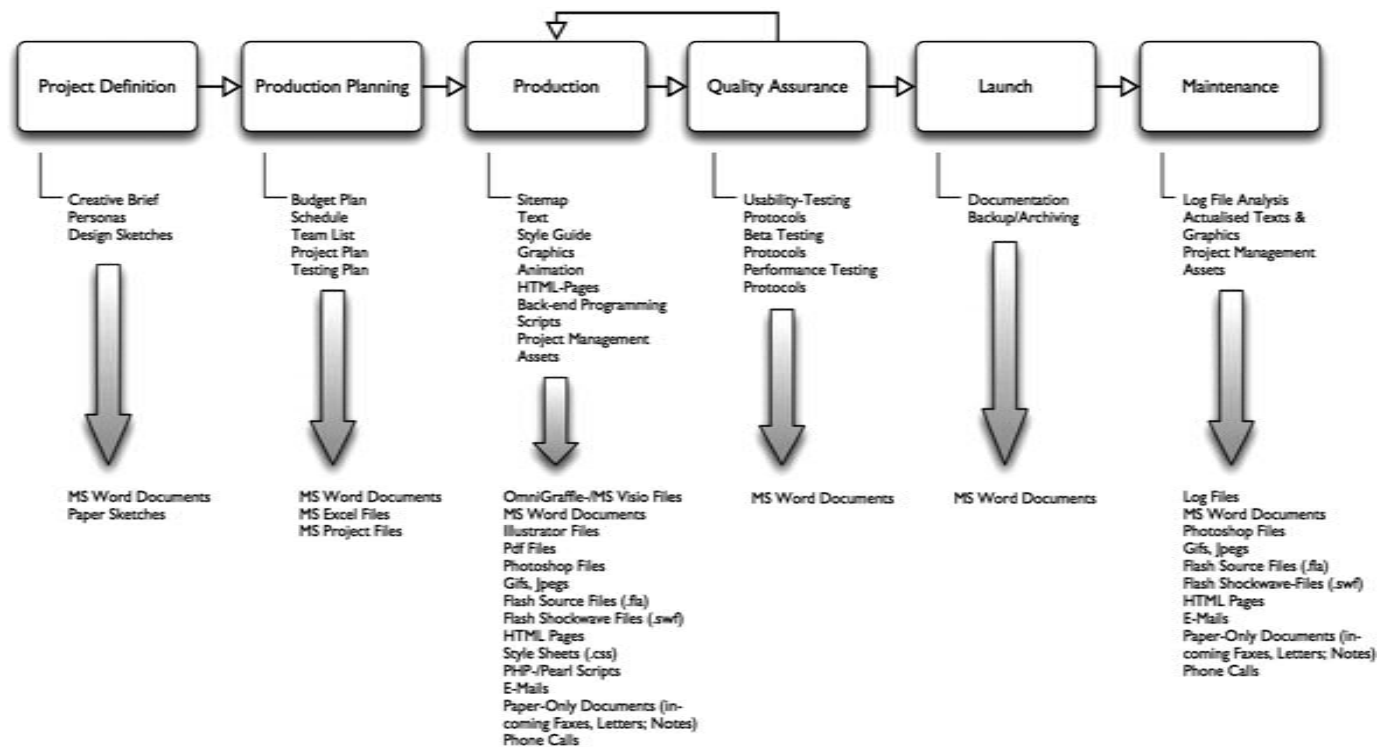 Project Definition
Production Planning
Production
Quality Assurance
Launch
Maintenance
Creative Brief
Personas
Design Sketches
Budget Plan
Schedule
Team List
Project Plan
Testing Plan
Sitemap
Text
Style Guide
Graphics
Animation
HTML-Pages
Back-end Programming
Scripts
Project Management
Assets
Usability-Testing
Protocols
Beta Testing
Protocols
Performance Testing
Protocols
Documentation
Backup/Archiving
Log File Analysis
Actualised Texts &
Graphics
Project Management
Assets
MS Word Documents
Paper Sketches
MS Word Documents
MS Excel Files
MS Project Files
OmniGraffle-/MS Visio Files
MS Word Documents
Illustrator Files
Pdf Files
Photoshop Files
Gifs, Jpegs
Flash Source Files (.fla)
Flash Shockwave Files (.swf)
HTML Pages
Style Sheets (.css)
PHP-/Pearl Scripts
E-Mails
Paper-Only Documents (in-
coming Faxes, Letters; Notes)
Phone Calls
MS Word Documents
MS Word Documents
Log Files
MS Word Documents
Photoshop Files
Gifs, Jpegs
Flash Source Files (.fla)
Flash Shockwave-Files (.swf)
HTML Pages
E-Mails
Paper-Only Documents (in-
coming Faxes, Letters; Notes)
Phone Calls